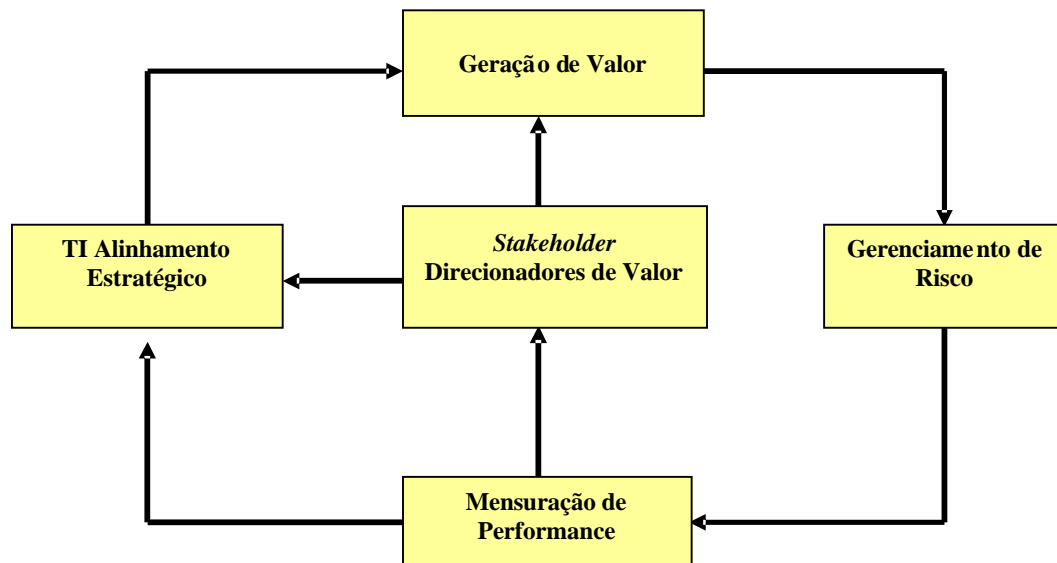 Geração de Valor
TI Alinhamento
Estratégico
Stakeholder
Direcionadores de Valor
Gerenciamento de
Risco
Mensuração de
Performance